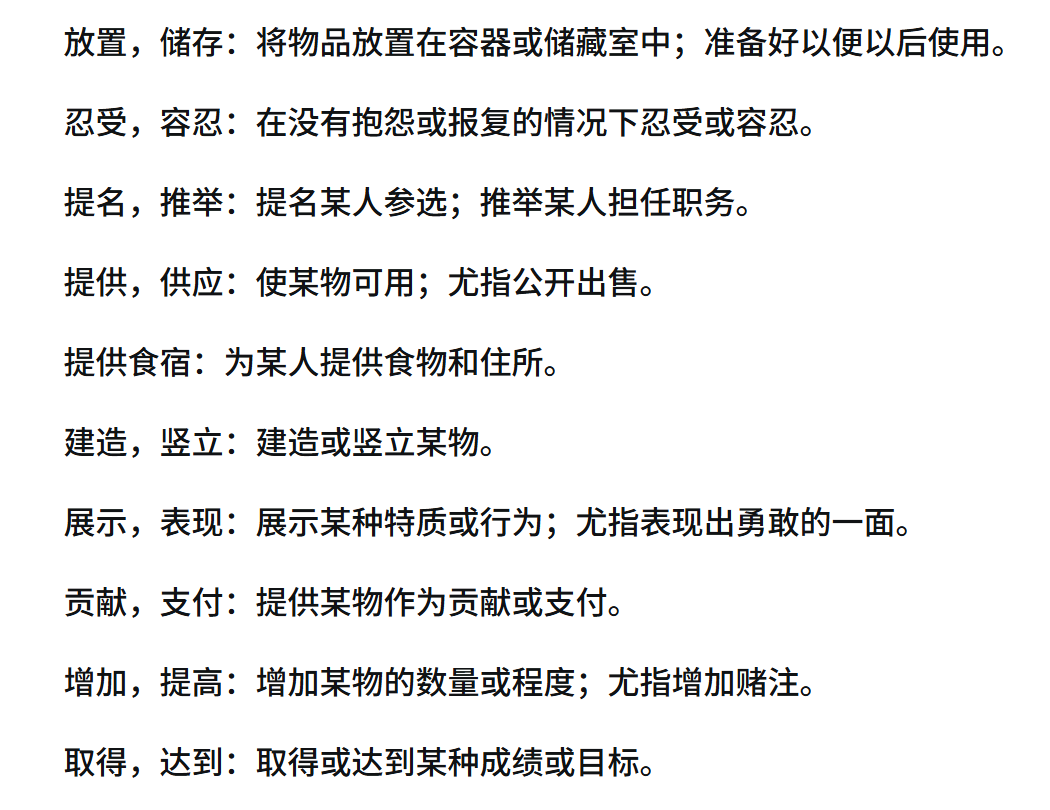 放置，储存：将物品放置在容器或储藏室中；准备好以便以后使用。
忍受，容忍：在没有抱怨或报复的情况下忍受或容忍。
提名，推举：提名某人参选；推举某人担任职务。
提供，供应：使某物可用；尤指公开出售。
提供食宿：为某人提供食物和住所。
建造，竖立：建造或竖立某物。
展示，表现：展示某种特质或行为；尤指表现出勇敢的一面。
贡献，支付：提供某物作为贡献或支付。
增加，提高：增加某物的数量或程度；尤指增加赌注。
取得，达到：取得或达到某种成绩或目标。